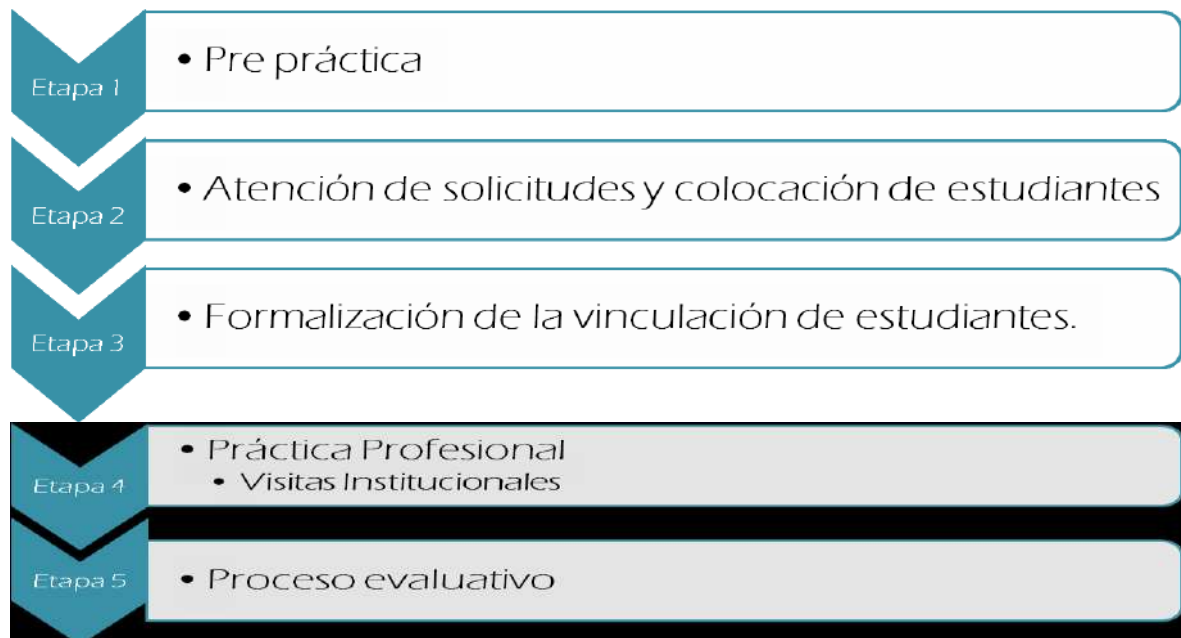 Etapa 1
• Pre práctica
Etapa 2
• Atención de solicitudes y colocación de estudiantes
Etapa 3
• Formalización de la vinculación de estudiantes.
Etapa 4
• Práctica Profesional
• Visitas Institucionales
Etapa 5
• Proceso evaluativo